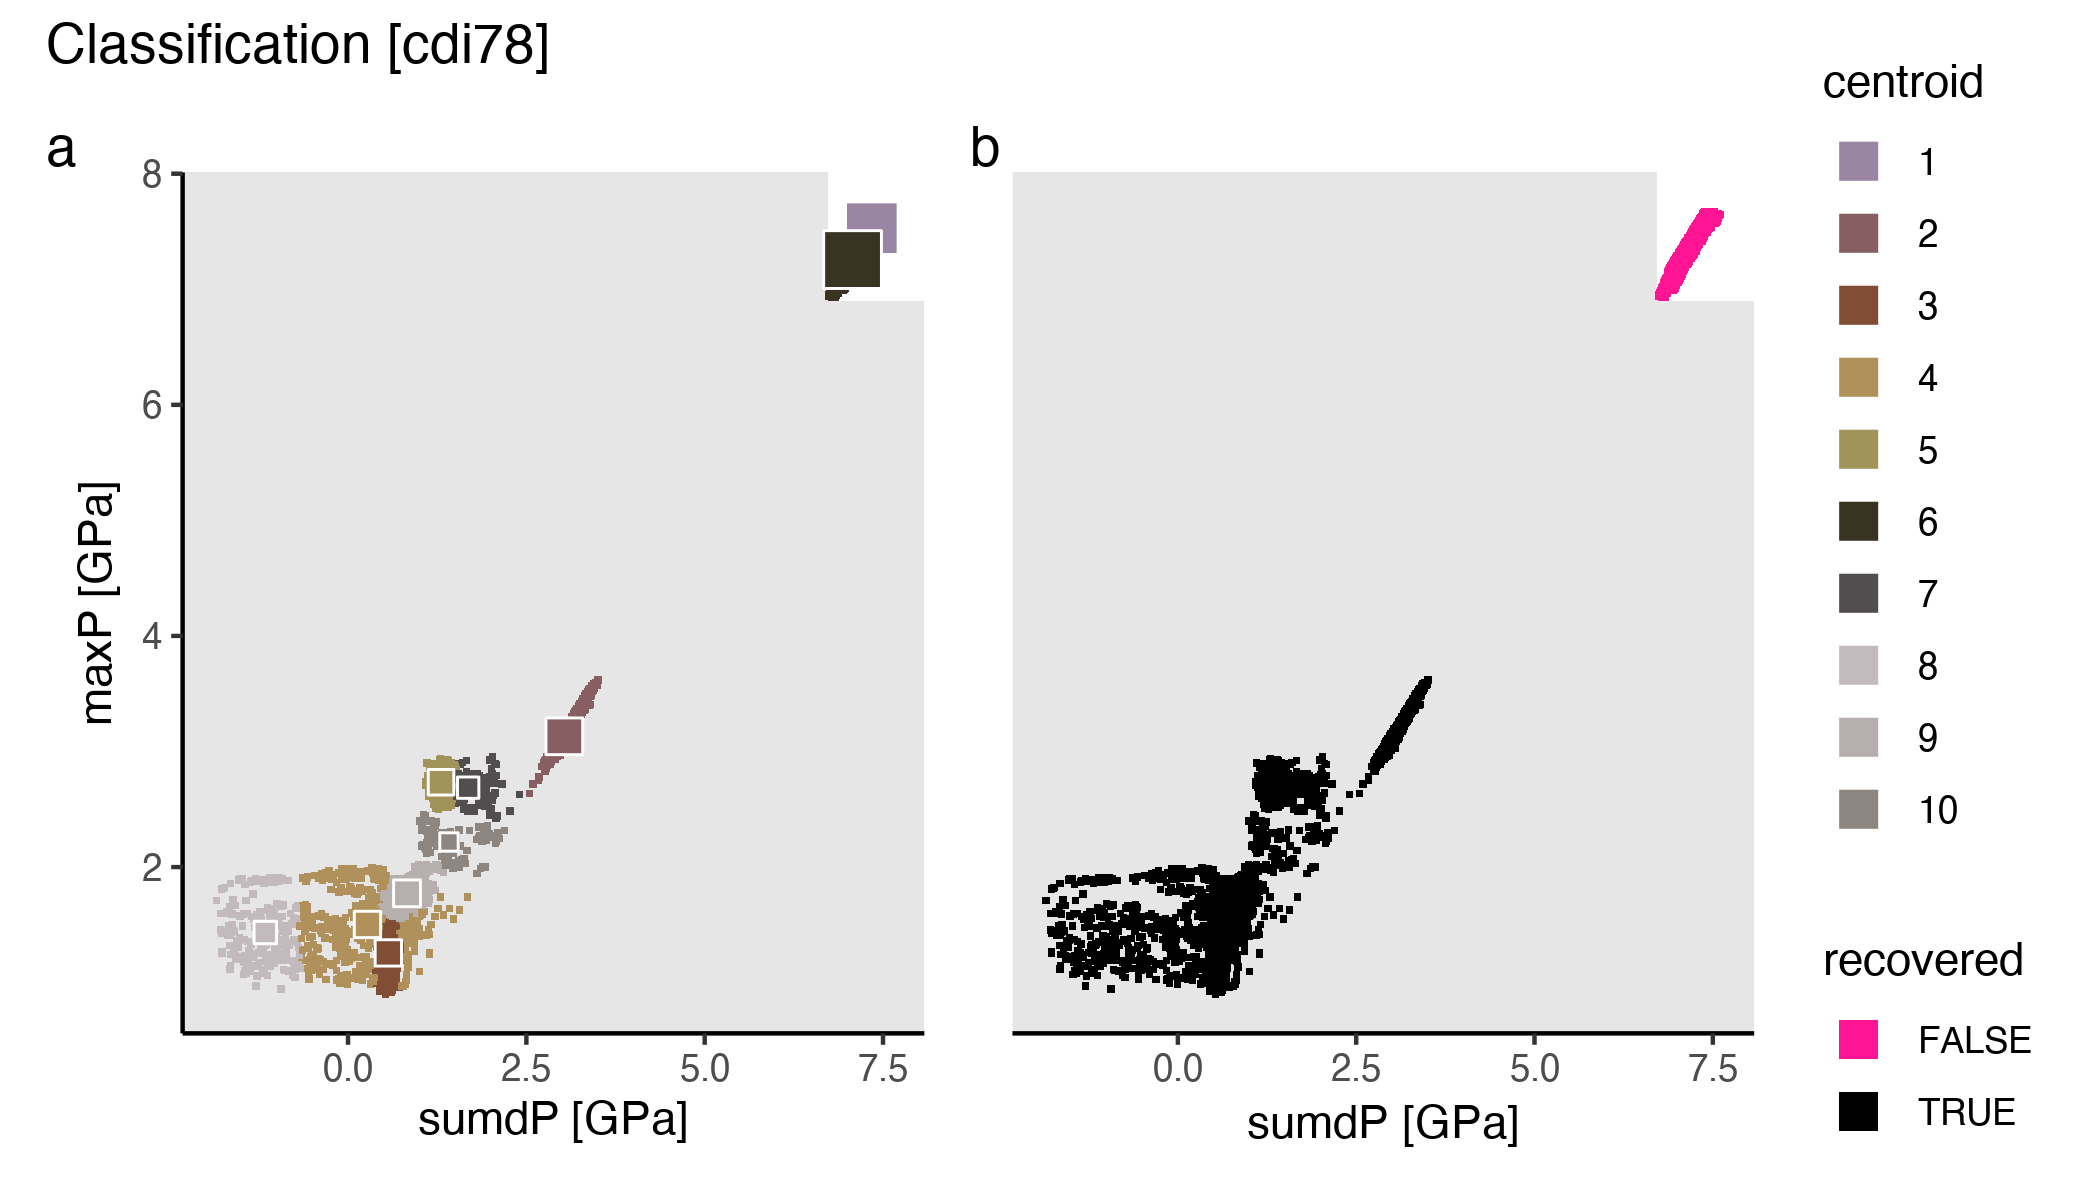 Classification [cdi78]
a
b
8
6
4
2
maxP [GPa]
0.0 2.5 5.0 7.5
sumdP [GPa]
0.0 2.5 5.0 7.5
sumdP [GPa]
centroid
1
2
3
4
5
6
7
8
9
10
recovered
FALSE
TRUE